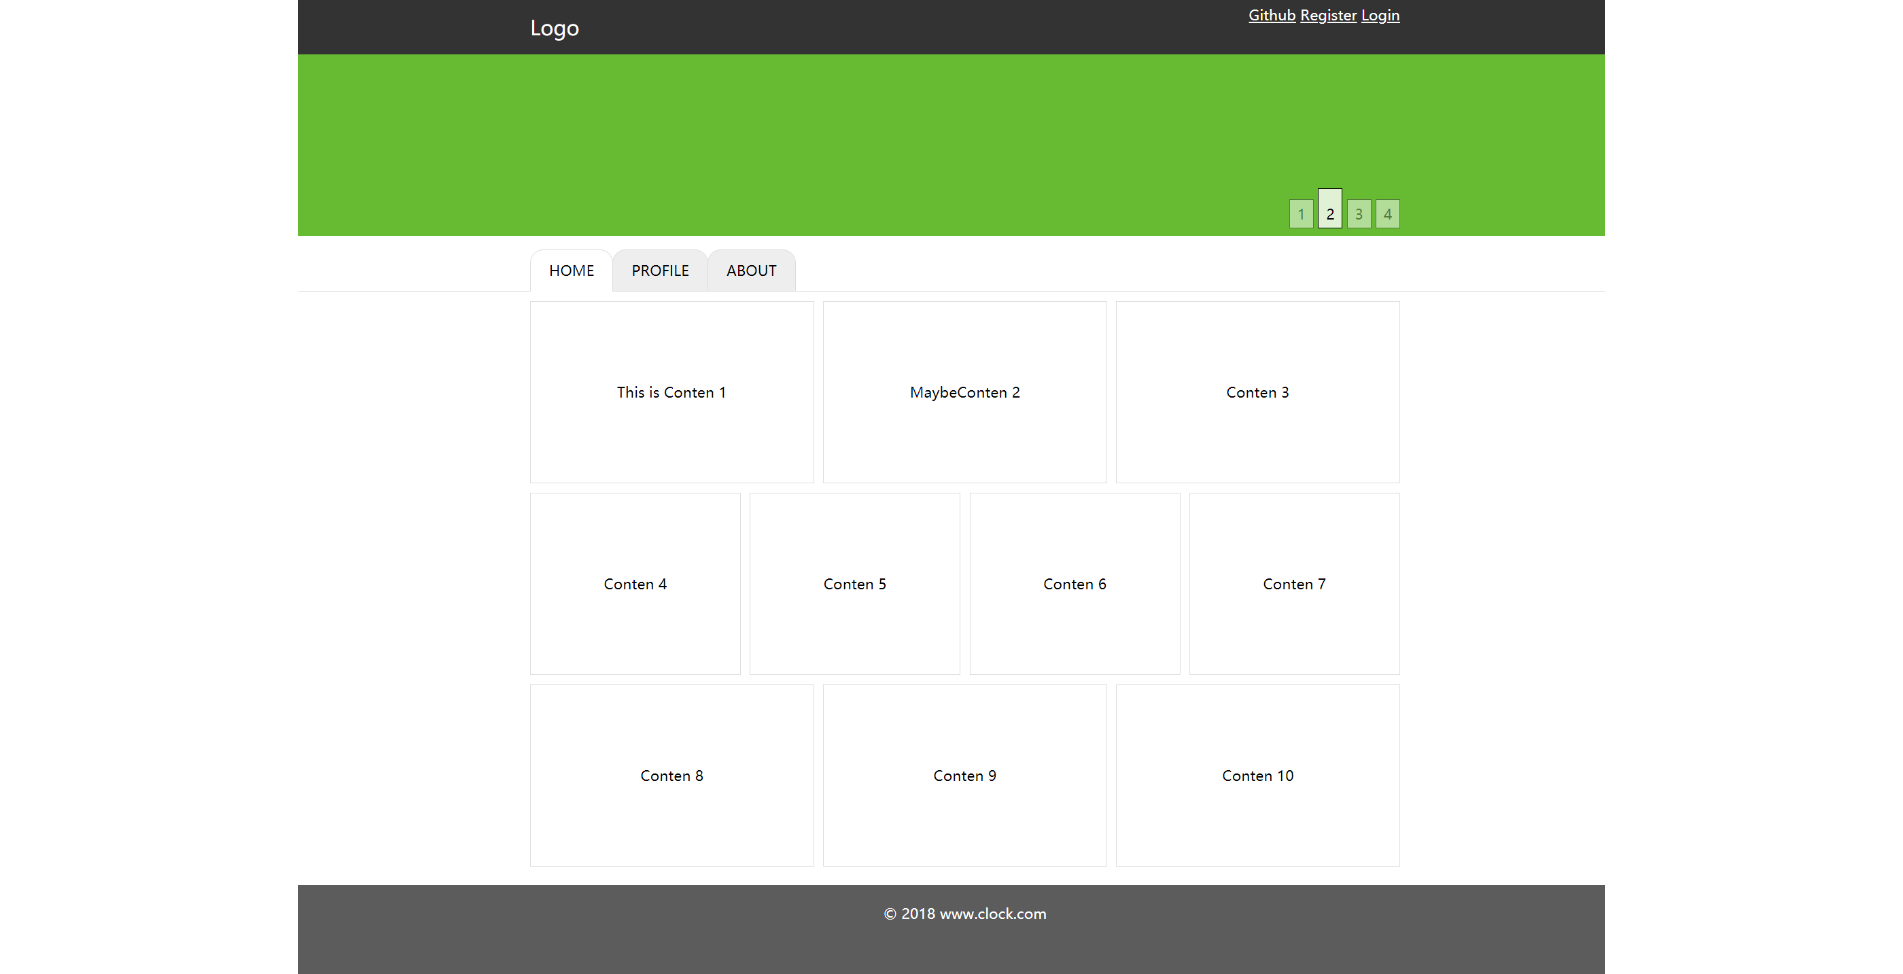 Logo
Github Register Login
1 2 3 4
HOME PROFILE ABOUT
This is Conten 1
MaybeConten 2
Conten 3
Conten 4
Conten 5
Conten 6
Conten 7
Conten 8
Conten 9
Conten 10
© 2018 www.clock.com